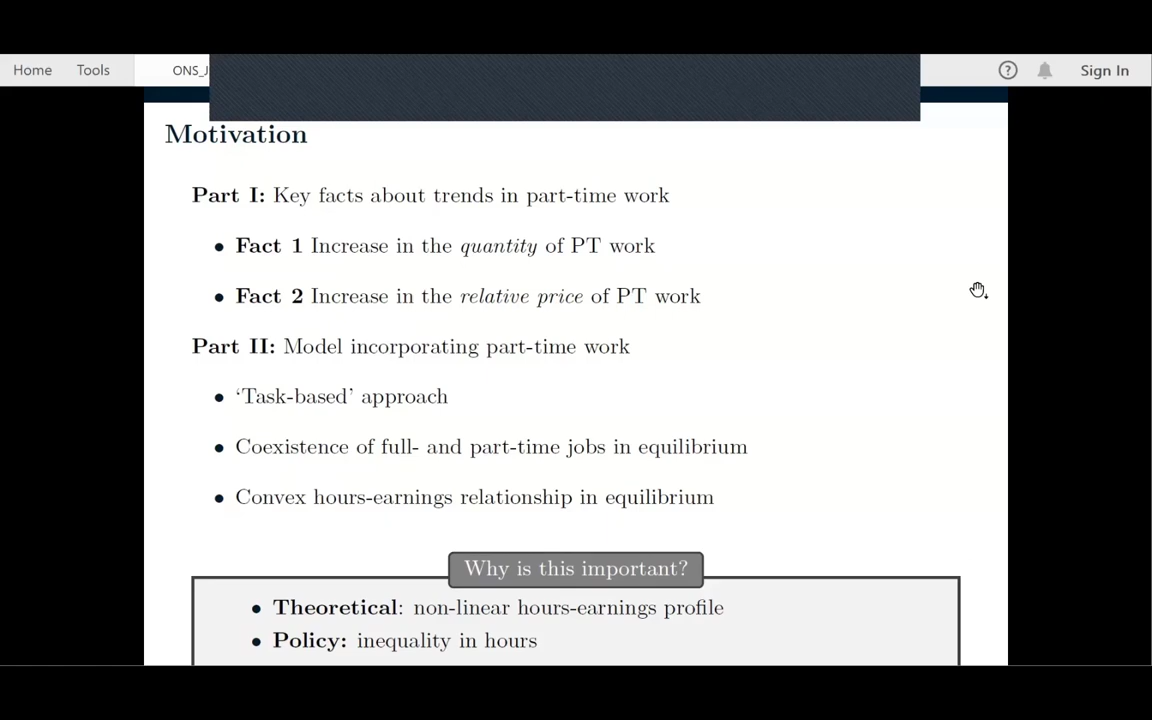 Home Tools ONS_J Sign In
Motivation
Part I: Key facts about trends in part-time work
• Fact 1 Increase in the quantity of PT work
• Fact 2 Increase in the relative price of PT work
Part II: Model incorporating part-time work
• ‘Task-based’ approach
• Coexistence of full- and part-time jobs in equilibrium
• Convex hours-earnings relationship in equilibrium
Why is this important?
• Theoretical: non-linear hours-earnings profile
• Policy: inequality in hours